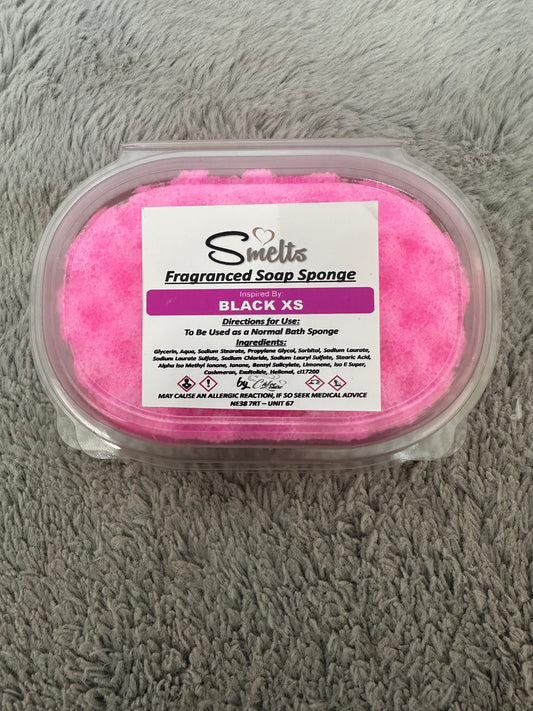 Smelts
Fragranced Soap Sponge
Inspired By:
BLACK XS
Directions for Use:
To Be Used as a Normal Bath Sponge
Ingredients:
Glycerin, Aqua, Sodium Stearate, Propylene Glycol, Sorbitol, Sodium Laurate,
Sodium Laurate Sulfate, Sodium Chloride, Sodium Lauryl Sulfate, Stearic Acid,
Alpha Iso Methyl Ionone, Ionone, Benzyl Salicylate, Limonene, Iso E Super,
Cashmeran, Exaltolide, Helional, cl17200
by
MAY CAUSE AN ALLERGIC REACTION, IF SO SEEK MEDICAL ADVICE
NE38 7RT – UNIT 67